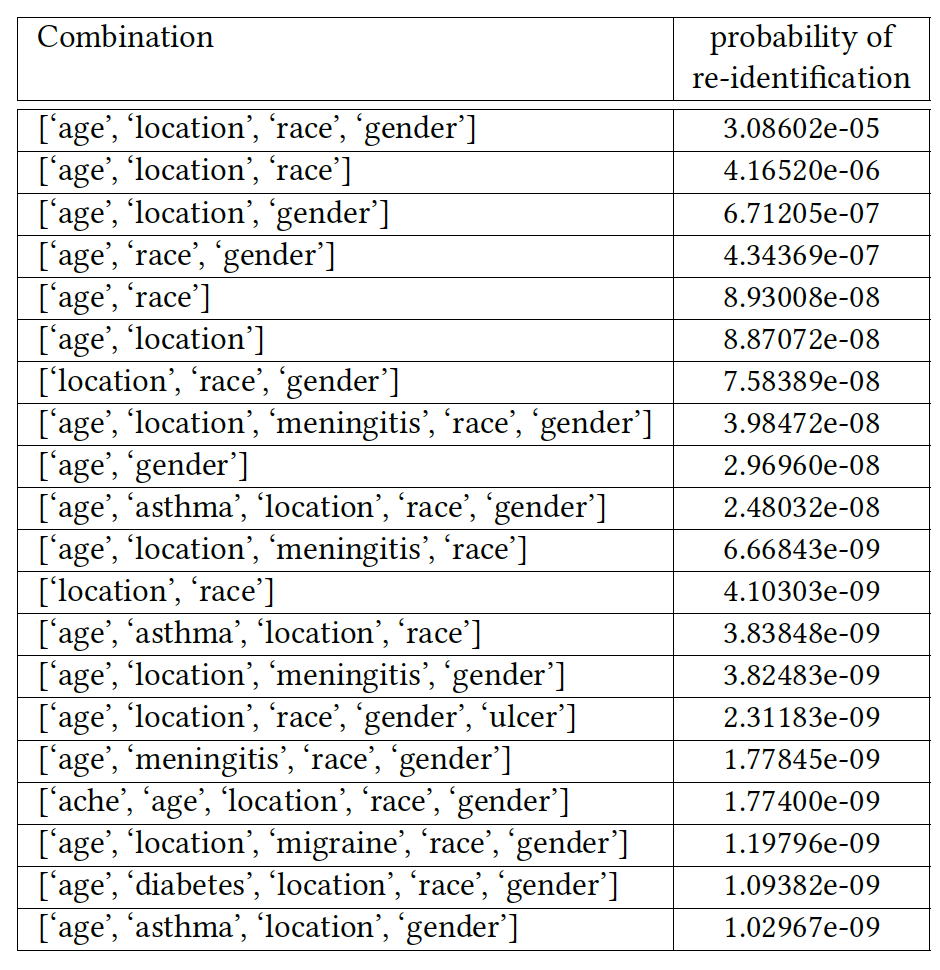 Combination probability of
re-identification
[‘age’, ‘location’, ‘race’, ‘gender’] 3.08602e-05
[‘age’, ‘location’, ‘race’] 4.16520e-06
[‘age’, ‘location’, ‘gender’] 6.71205e-07
[‘age’, ‘race’, ‘gender’] 4.34369e-07
[‘age’, ‘race’] 8.93008e-08
[‘age’, ‘location’] 8.87072e-08
[‘location’, ‘race’, ‘gender’] 7.58389e-08
[‘age’, ‘location’, ‘meningitis’, ‘race’, ‘gender’] 3.98472e-08
[‘age’, ‘gender’] 2.96960e-08
[‘age’, ‘asthma’, ‘location’, ‘race’, ‘gender’] 2.48032e-08
[‘age’, ‘location’, ‘meningitis’, ‘race’] 6.66843e-09
[‘location’, ‘race’] 4.10303e-09
[‘age’, ‘asthma’, ‘location’, ‘race’] 3.83848e-09
[‘age’, ‘location’, ‘meningitis’, ‘gender’] 3.82483e-09
[‘age’, ‘location’, ‘race’, ‘gender’, ‘ulcer’] 2.31183e-09
[‘age’, ‘meningitis’, ‘race’, ‘gender’] 1.77845e-09
[‘ache’, ‘age’, ‘location’, ‘race’, ‘gender’] 1.77400e-09
[‘age’, ‘location’, ‘migraine’, ‘race’, ‘gender’] 1.19796e-09
[‘age’, ‘diabetes’, ‘location’, ‘race’, ‘gender’] 1.09382e-09
[‘age’, ‘asthma’, ‘location’, ‘gender’] 1.02967e-09